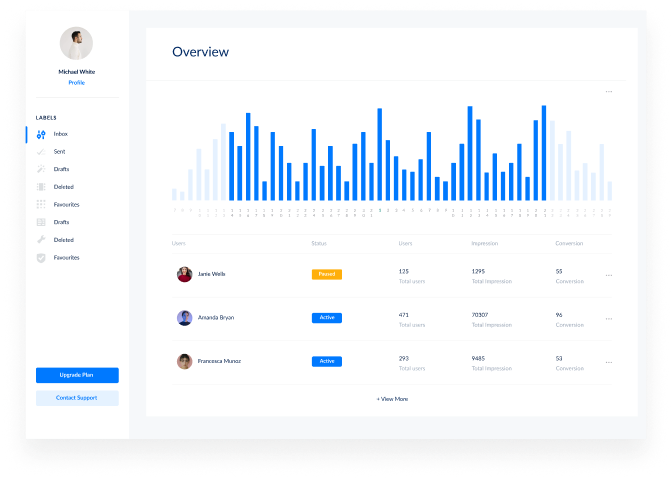 Overview
Michael White
Profile
LABELS
Inbox
Sent
Drafts
Deleted
Favourites
Drafts
Deleted
Favourites
Upgrade Plan
Contact Support
Users Status Users Impression Conversion
Janie Wells Paused 125 1295 55
Total users Total Impression Conversion
Amanda Bryan Active 471 70307 96
Total users Total Impression Conversion
Francesca Munoz Active 293 9485 53
Total users Total Impression Conversion
+ View More